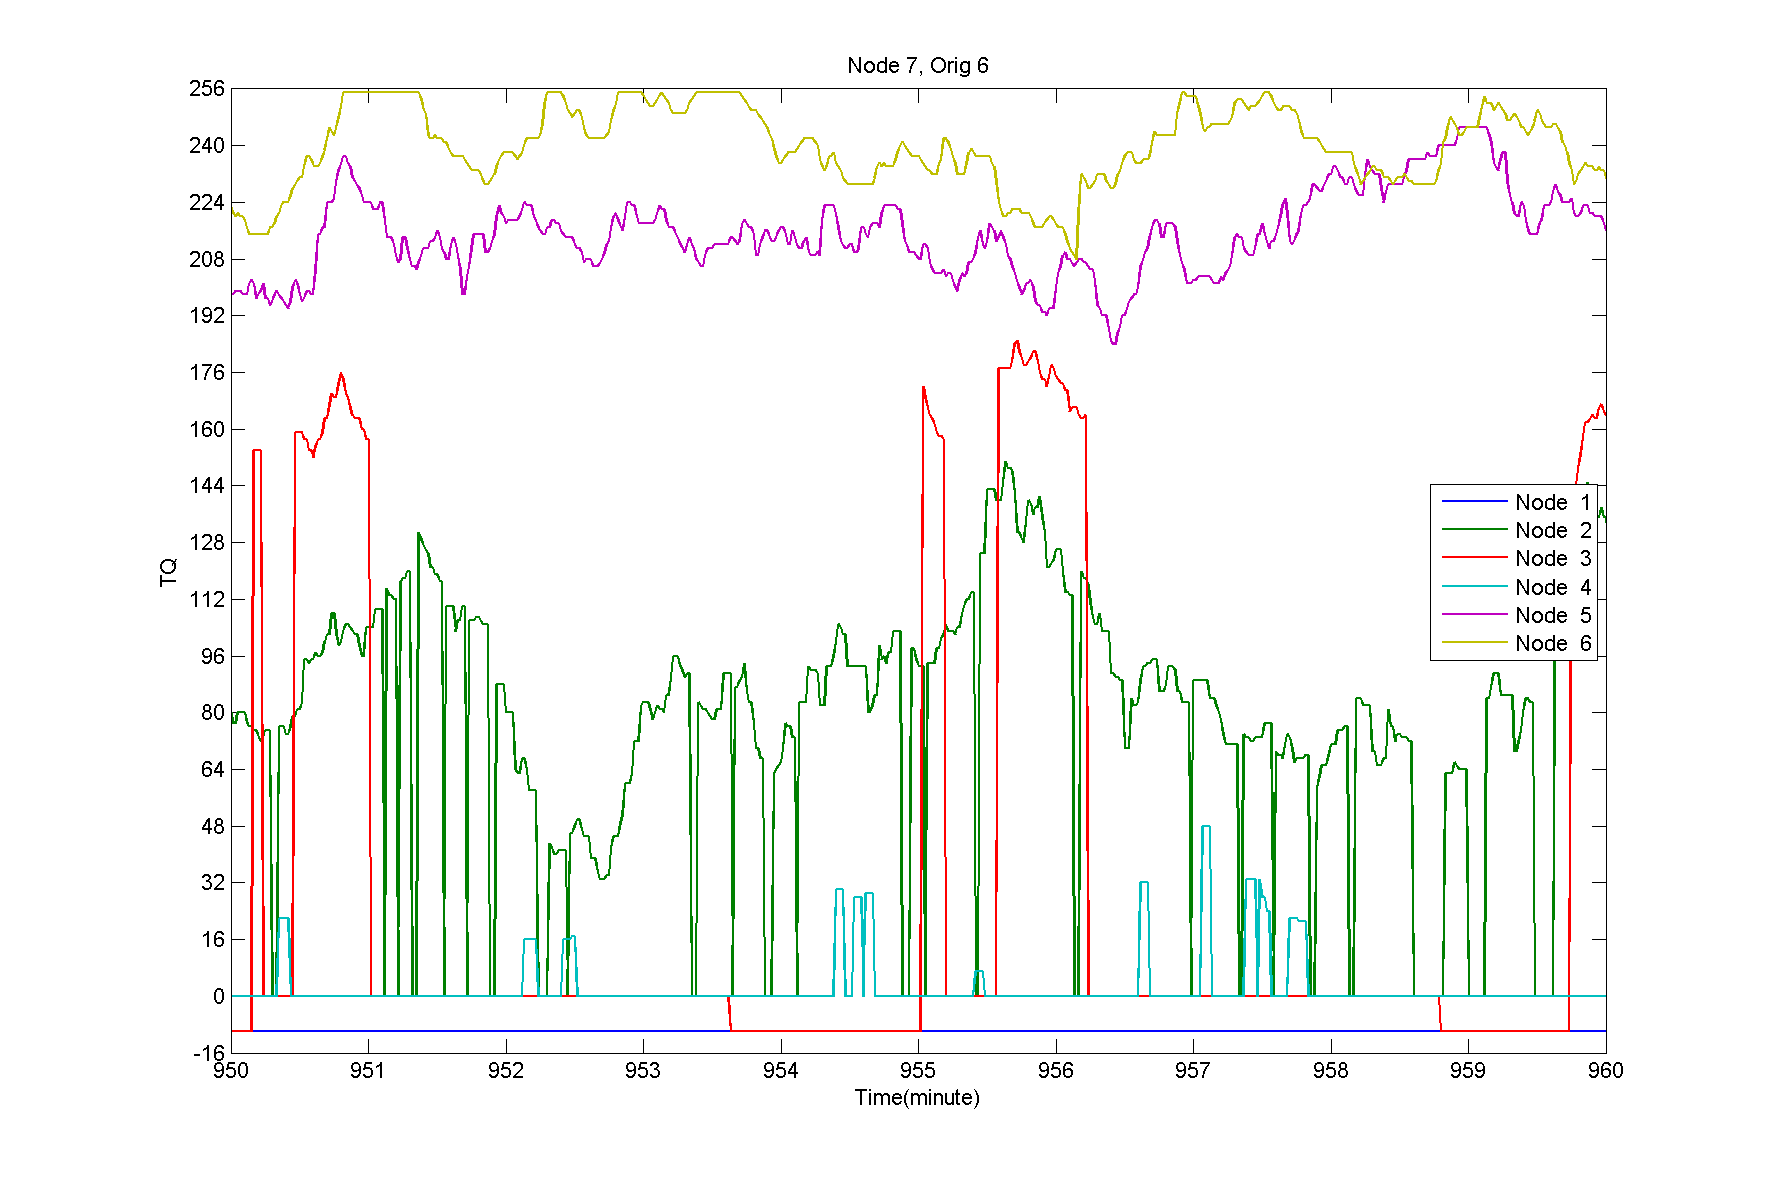 Node 7, Orig 6
256
240
224
208
192
176
160
144
128
112
96
80
64
48
32
16
0
-16
TQ
Node 1
Node 2
Node 3
Node 4
Node 5
Node 6
950 951 952 953 954 955 956 957 958 959 960
Time(minute)